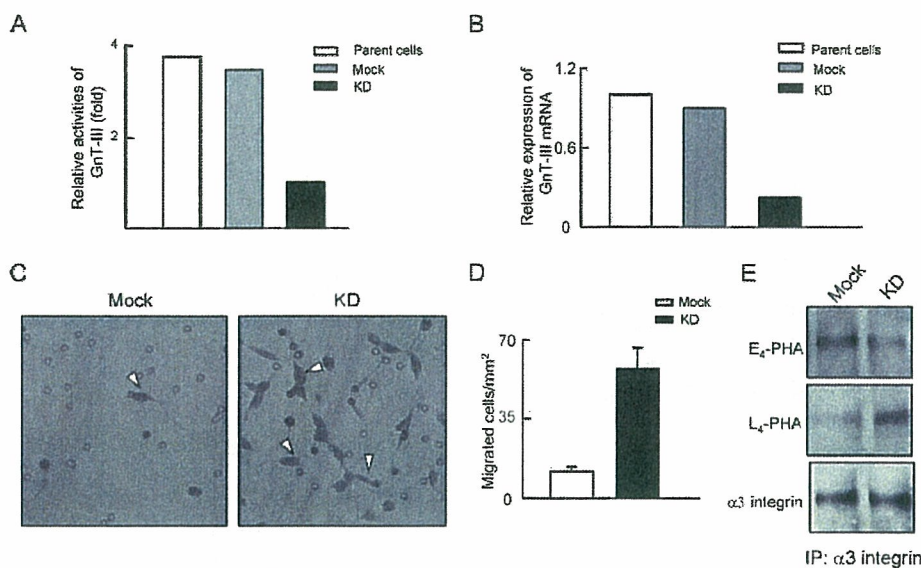 A
Relative activities of
GnT-III (fold)
4
2
Parent cells
Mock
KD
B
Relative expression of
GnT-III mRNA
1.2
0.6
0
Parent cells
Mock
KD
C
Mock
KD
D
Migrated cells/mm²
70
35
0
Mock
KD
E
Mock
KD
E₄-PHA
L₄-PHA
α3 integrin
IP: α3 integrin